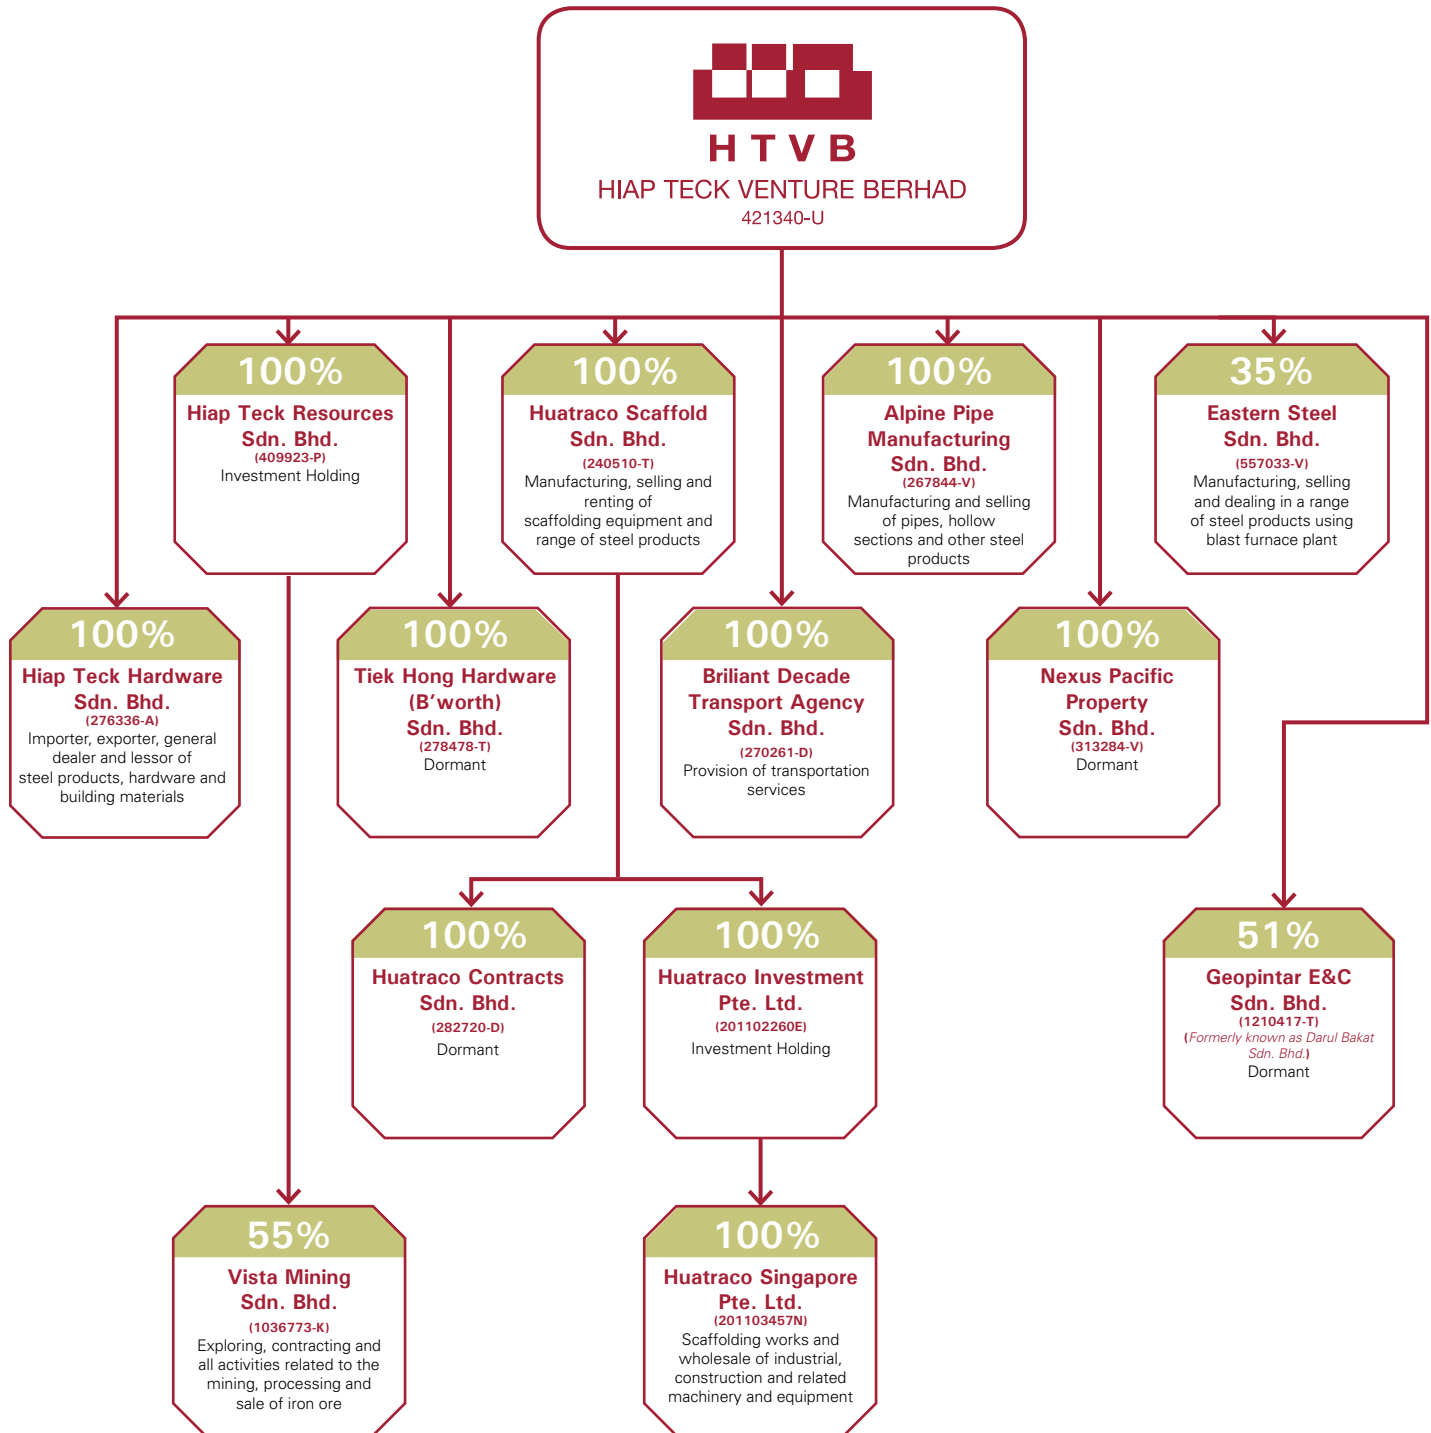 HTVB
HIAP TECK VENTURE BERHAD
421340-U
100%
Hiap Teck Resources
Sdn. Bhd.
(409923-P)
Investment Holding
100%
Huatraco Scaffold
Sdn. Bhd.
(240510-T)
Manufacturing, selling and
renting of
scaffolding equipment and
range of steel products
100%
Alpine Pipe
Manufacturing
Sdn. Bhd.
(267844-V)
Manufacturing and selling
of pipes, hollow
sections and other steel
products
35%
Eastern Steel
Sdn. Bhd.
(557033-V)
Manufacturing, selling
and dealing in a range
of steel products using
blast furnace plant
100%
Hiap Teck Hardware
Sdn. Bhd.
(276336-A)
Importer, exporter, general
dealer and lessor of
steel products, hardware and
building materials
100%
Tiek Hong Hardware
(B’worth)
Sdn. Bhd.
(278478-T)
Dormant
100%
Briliant Decade
Transport Agency
Sdn. Bhd.
(270261-D)
Provision of transportation
services
100%
Nexus Pacific
Property
Sdn. Bhd.
(313284-V)
Dormant
100%
Huatraco Contracts
Sdn. Bhd.
(282720-D)
Dormant
100%
Huatraco Investment
Pte. Ltd.
(201102260E)
Investment Holding
51%
Geopintar E&C
Sdn. Bhd.
(1210417-T)
(Formerly known as Darul Bakat
Sdn. Bhd.)
Dormant
55%
Vista Mining
Sdn. Bhd.
(1036773-K)
Exploring, contracting and
all activities related to the
mining, processing and
sale of iron ore
100%
Huatraco Singapore
Pte. Ltd.
(201103457N)
Scaffolding works and
wholesale of industrial,
construction and related
machinery and equipment